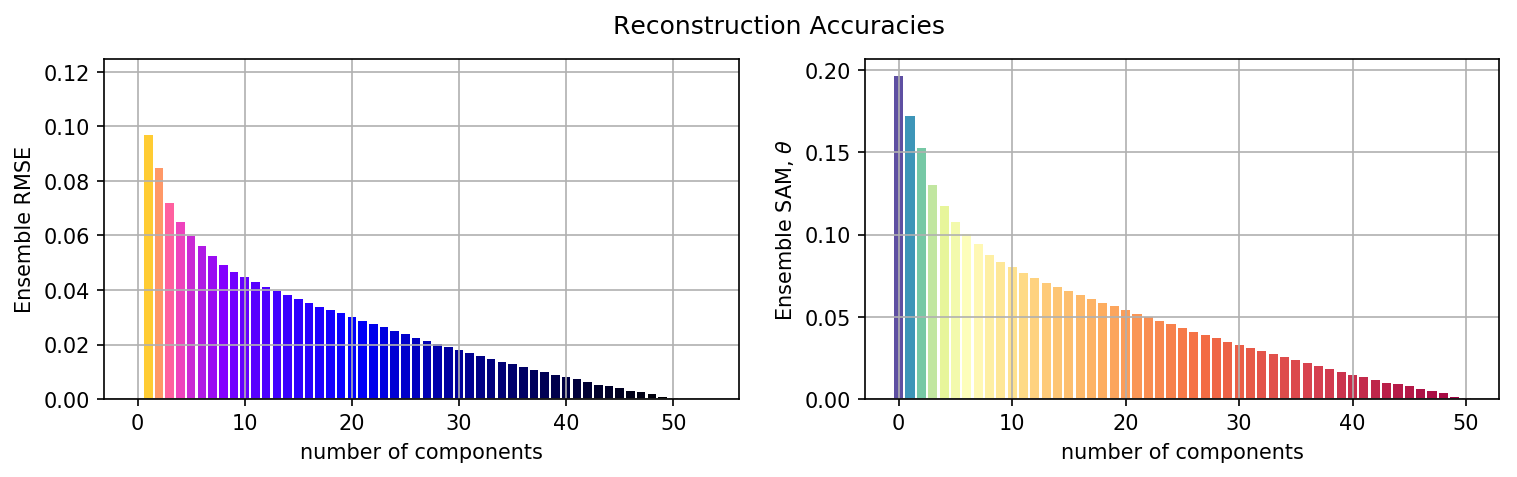 Reconstruction Accuracies
Ensemble RMSE
0.12
0.10
0.08
0.06
0.04
0.02
0.00
0 10 20 30 40 50
number of components
Ensemble SAM, θ
0.20
0.15
0.10
0.05
0.00
0 10 20 30 40 50
number of components